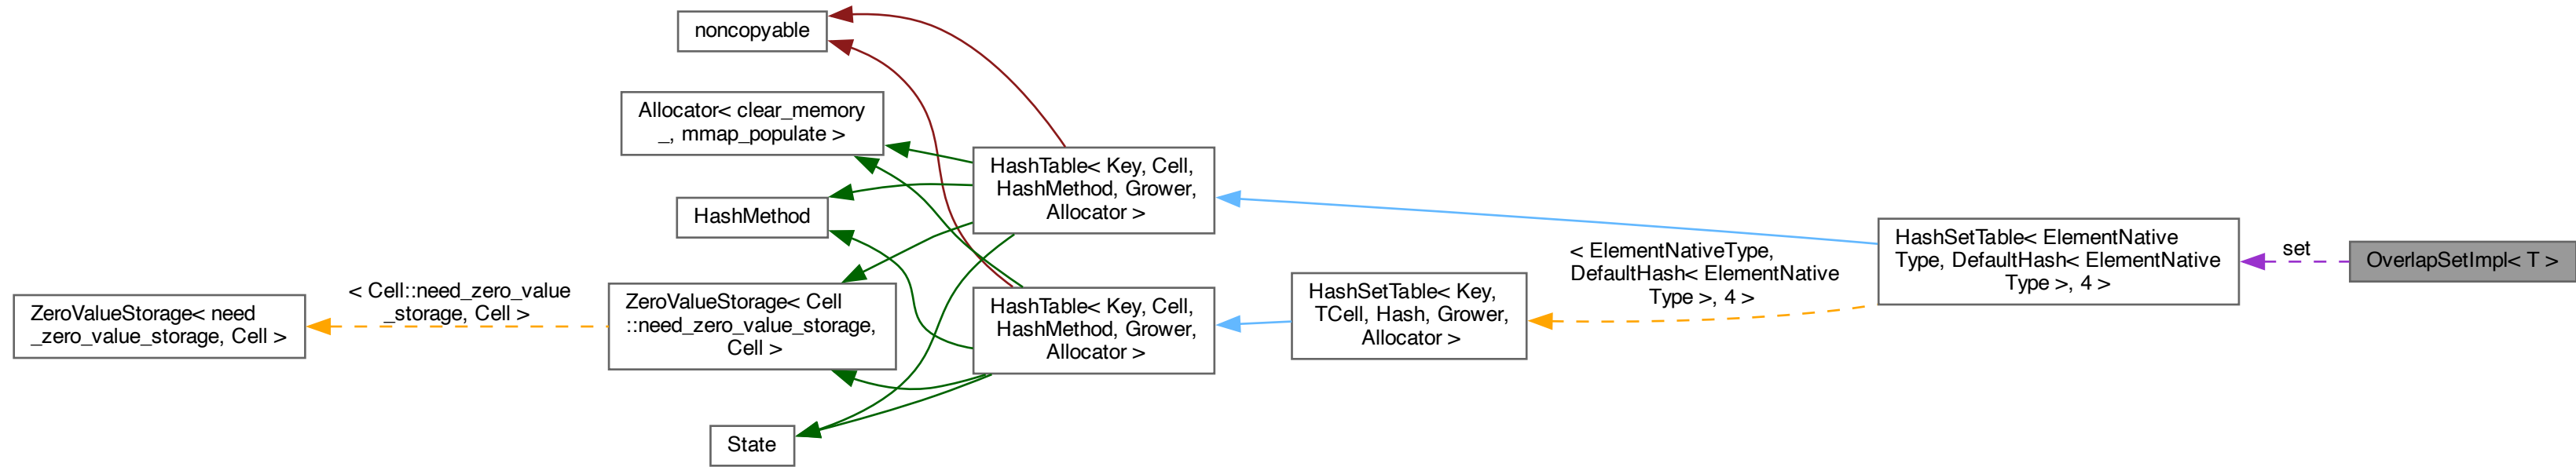 noncopyable
Allocator< clear_memory
_, mmap_populate >
HashMethod
ZeroValueStorage< need
_zero_value_storage, Cell >
< Cell::need_zero_value
_storage, Cell >
ZeroValueStorage< Cell
::need_zero_value_storage,
Cell >
State
HashTable< Key, Cell,
HashMethod, Grower,
Allocator >
HashTable< Key, Cell,
HashMethod, Grower,
Allocator >
HashSetTable< Key,
TCell, Hash, Grower,
Allocator >
< ElementNativeType,
DefaultHash< ElementNative
Type >, 4 >
HashSetTable< ElementNative
Type, DefaultHash< ElementNative
Type >, 4 >
set
OverlapSetImpl< T >